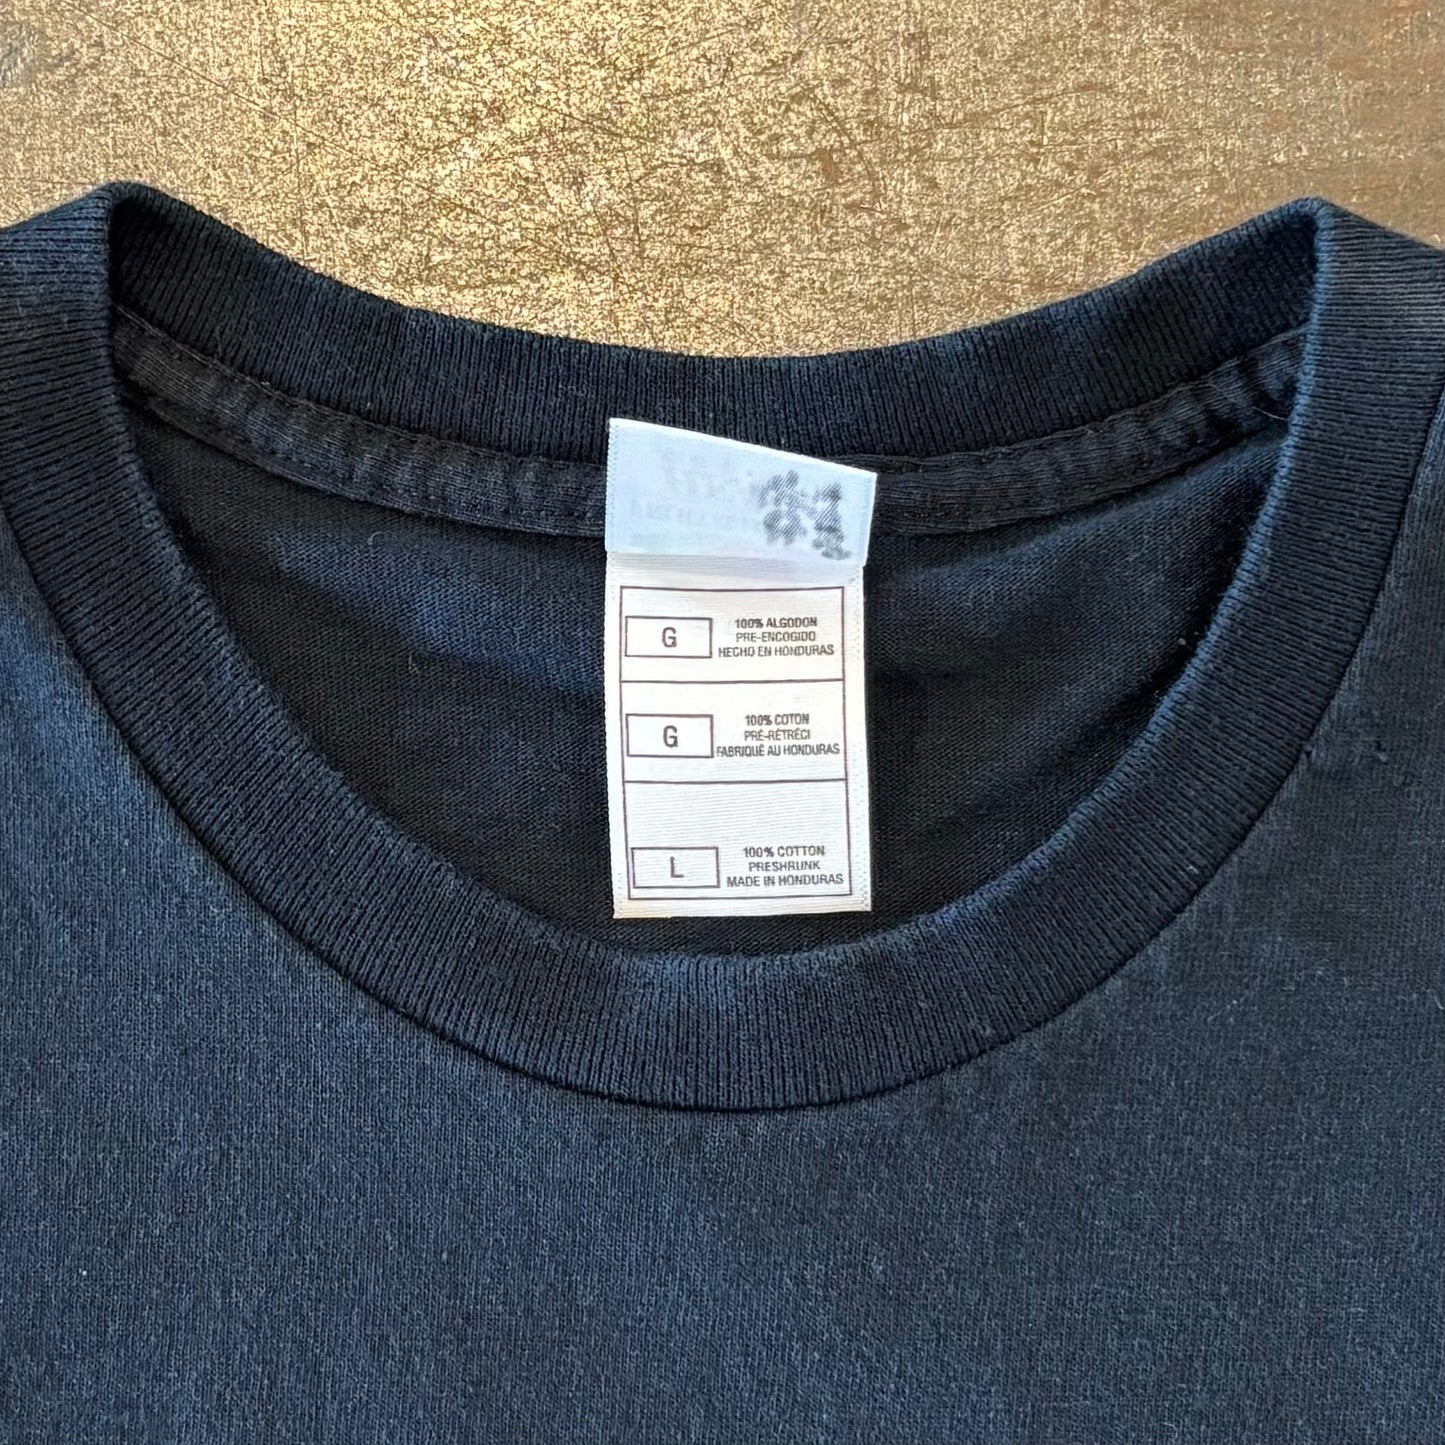 G
100% ALGODON
PRE-ENCOGIDO
HECHO EN HONDURAS
G
100% COTON
PRÉ-RÉTRÉCI
FABRIQUÉ AU HONDURAS
L
100% COTTON
PRESHRUNK
MADE IN HONDURAS